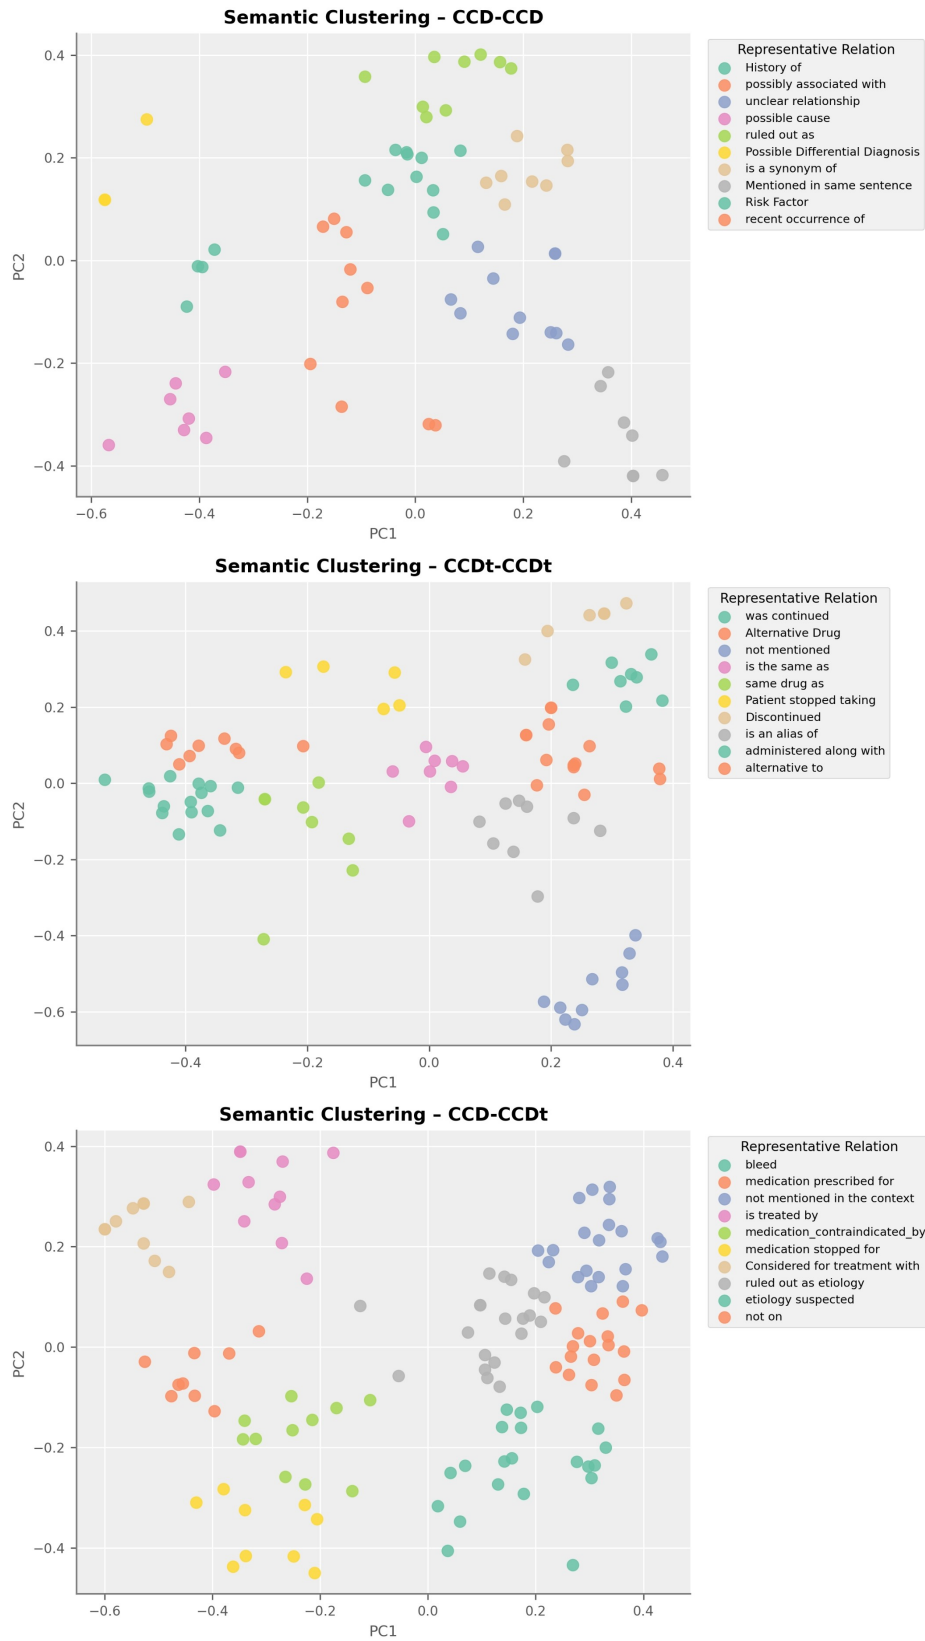 Semantic Clustering – CCD-CCD
0.4
0.2
0.0
−0.2
−0.4
PC2
−0.6
−0.4
−0.2
0.0
0.2
0.4
PC1
Representative Relation
History of
possibly associated with
unclear relationship
possible cause
ruled out as
Possible Differential Diagnosis
is a synonym of
Mentioned in same sentence
Risk Factor
recent occurrence of
Semantic Clustering – CCDt-CCDt
0.4
0.2
0.0
−0.2
−0.4
−0.6
PC2
−0.4
−0.2
0.0
0.2
0.4
PC1
Representative Relation
was continued
Alternative Drug
not mentioned
is the same as
same drug as
Patient stopped taking
Discontinued
is an alias of
administered along with
alternative to
Semantic Clustering – CCD-CCDt
0.4
0.2
0.0
−0.2
−0.4
PC2
−0.6
−0.4
−0.2
0.0
0.2
0.4
PC1
Representative Relation
bleed
medication prescribed for
not mentioned in the context
is treated by
medication_contraindicated_by
medication stopped for
Considered for treatment with
ruled out as etiology
etiology suspected
not on